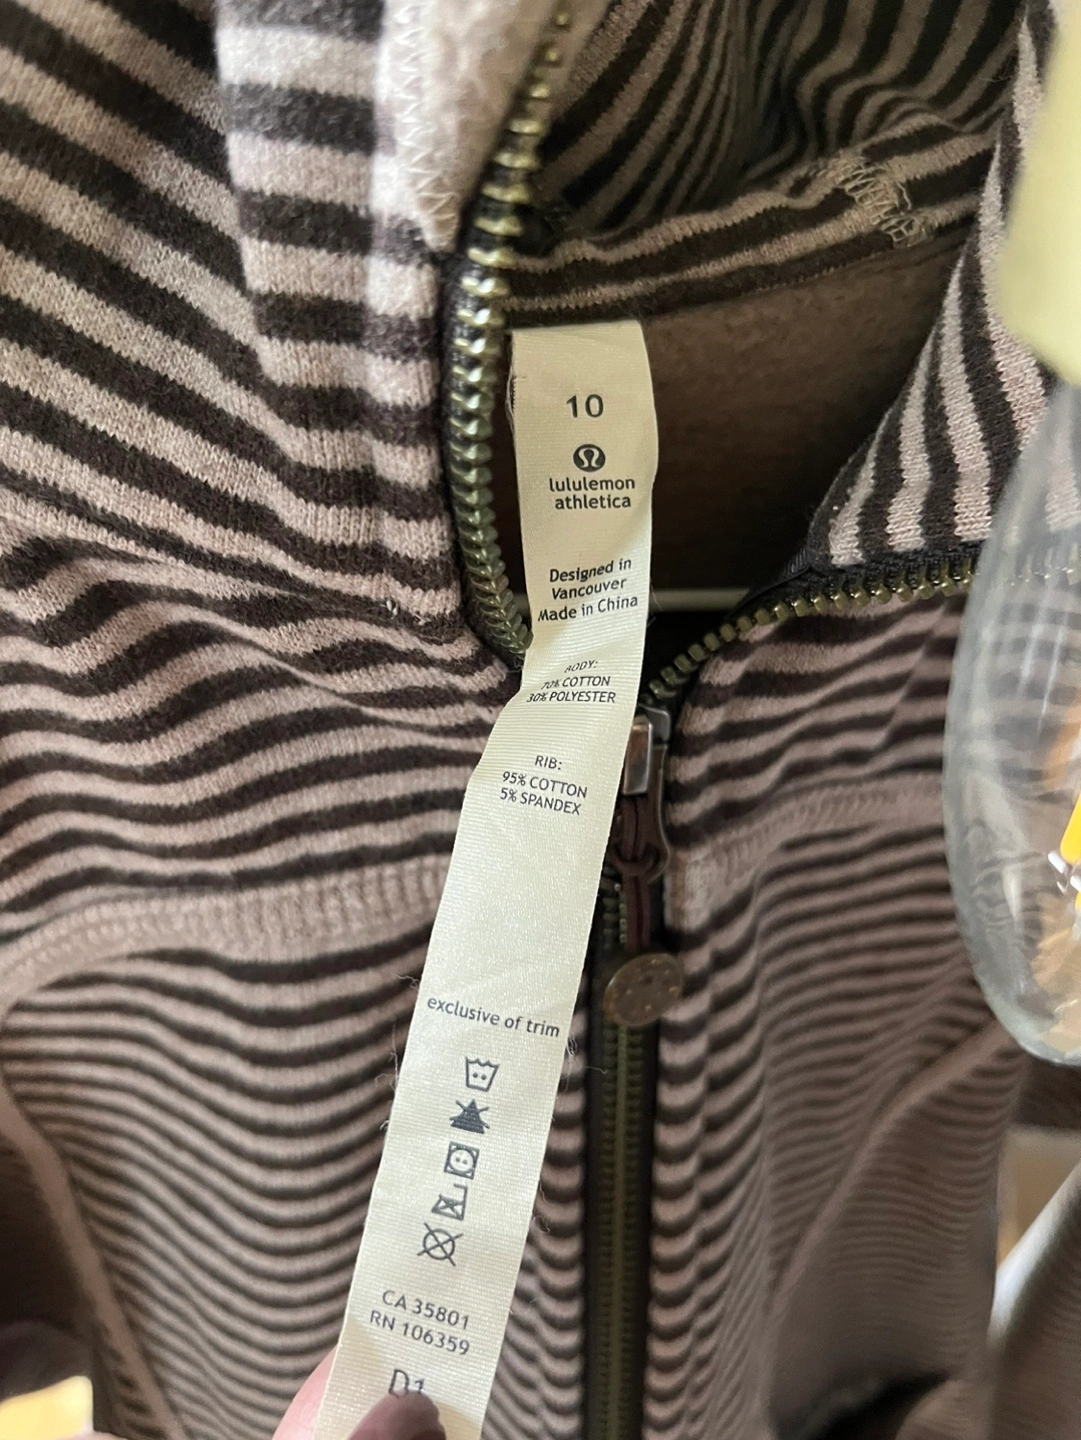 10
lululemon
athletica
Designed in
Vancouver
Made in China
BODY:
70% COTTON
30% POLYESTER
RIB:
95% COTTON
5% SPANDEX
exclusive of trim
CA 35801
RN 106359
D1